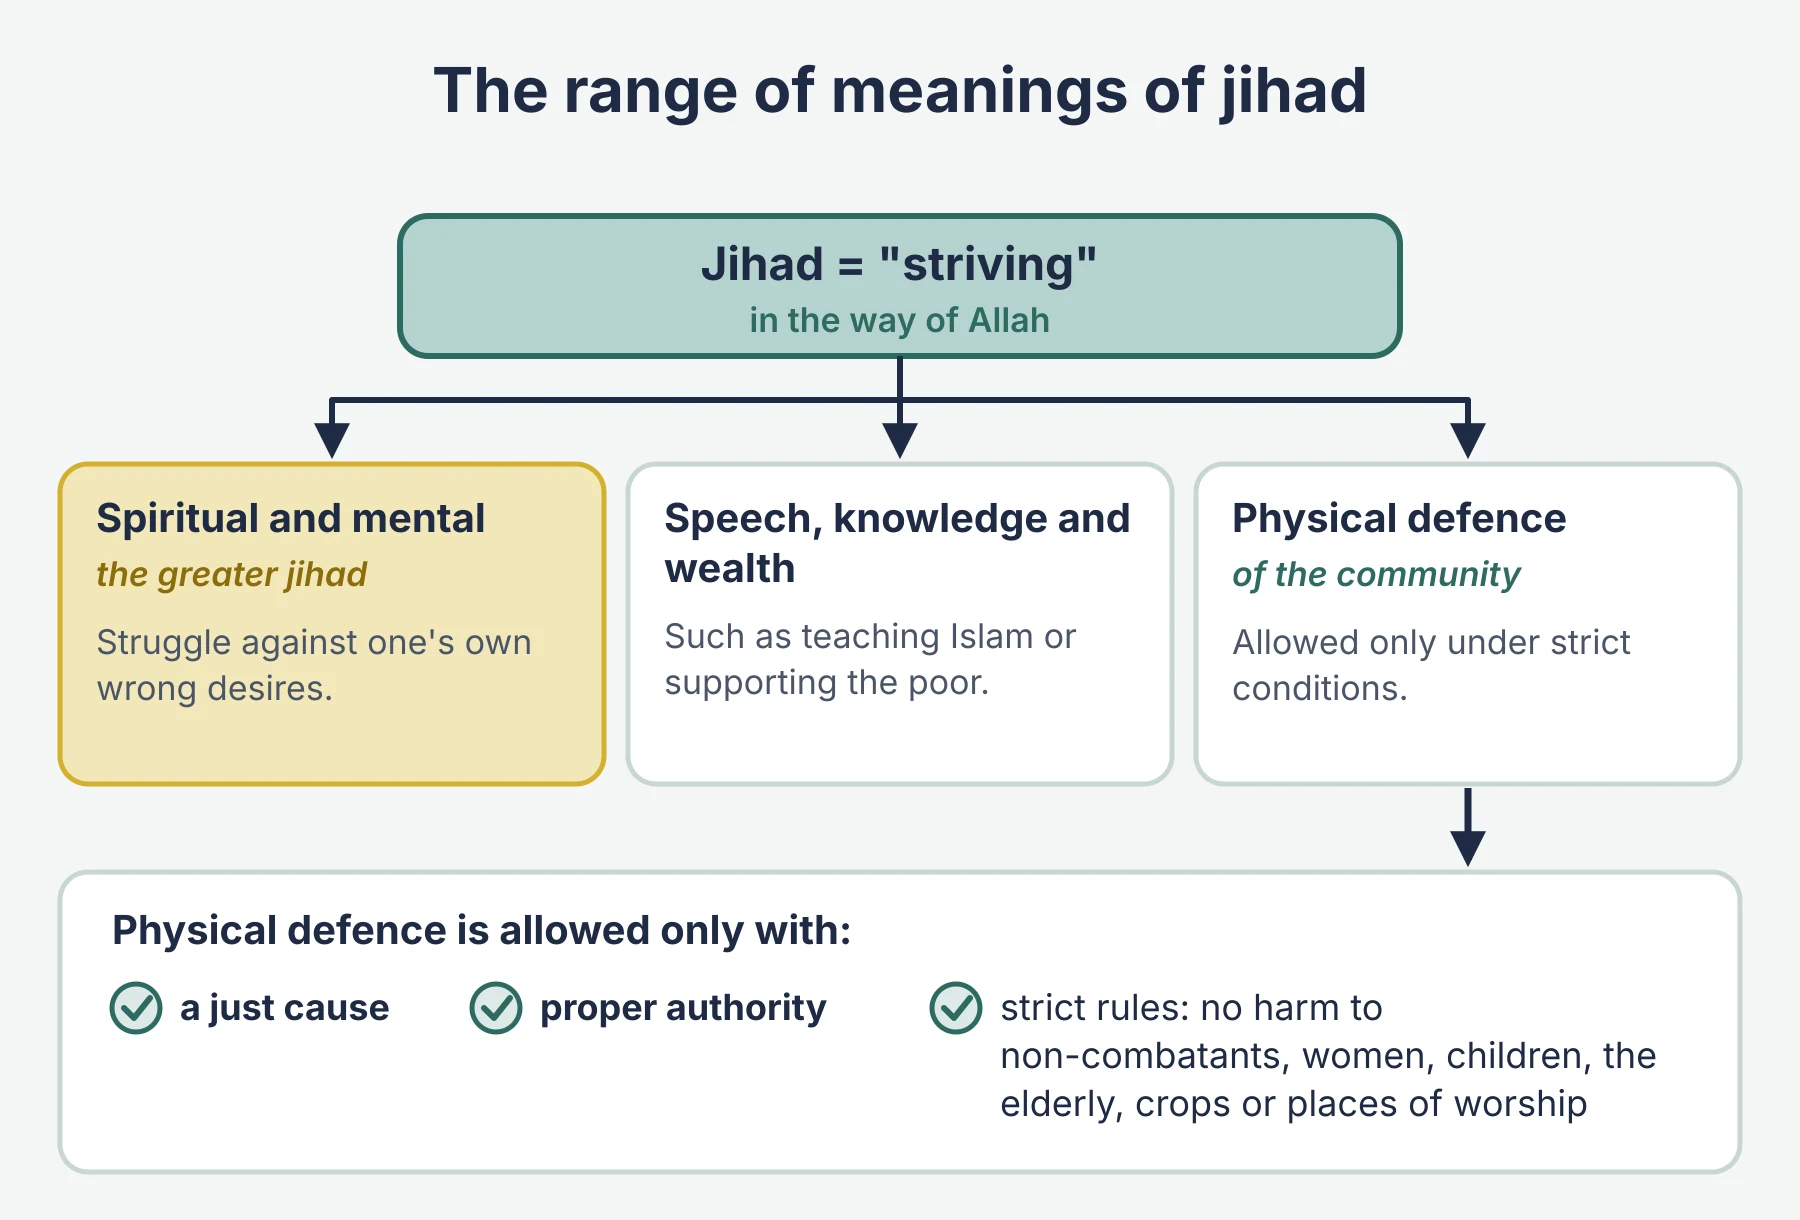 The range of meanings of jihad
Jihad = "striving"
in the way of Allah
Spiritual and mental
the greater jihad
Struggle against one's own
wrong desires.
Speech, knowledge and
wealth
Such as teaching Islam or
supporting the poor.
Physical defence
of the community
Allowed only under strict
conditions.
Physical defence is allowed only with:
a just cause
proper authority
strict rules: no harm to
non-combatants, women, children, the
elderly, crops or places of worship